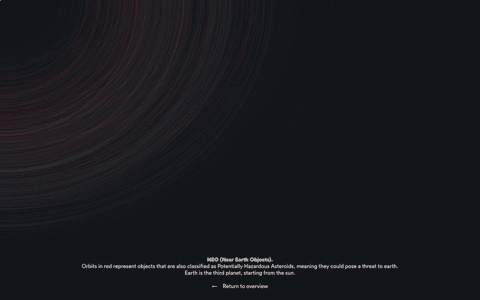 NEO (Near Earth Objects).
Orbits in red represent objects that are also classified as Potentially Hazardous Asteroids, meaning they could pose a threat to earth.
Earth is the third planet, starting from the sun.
← Return to overview